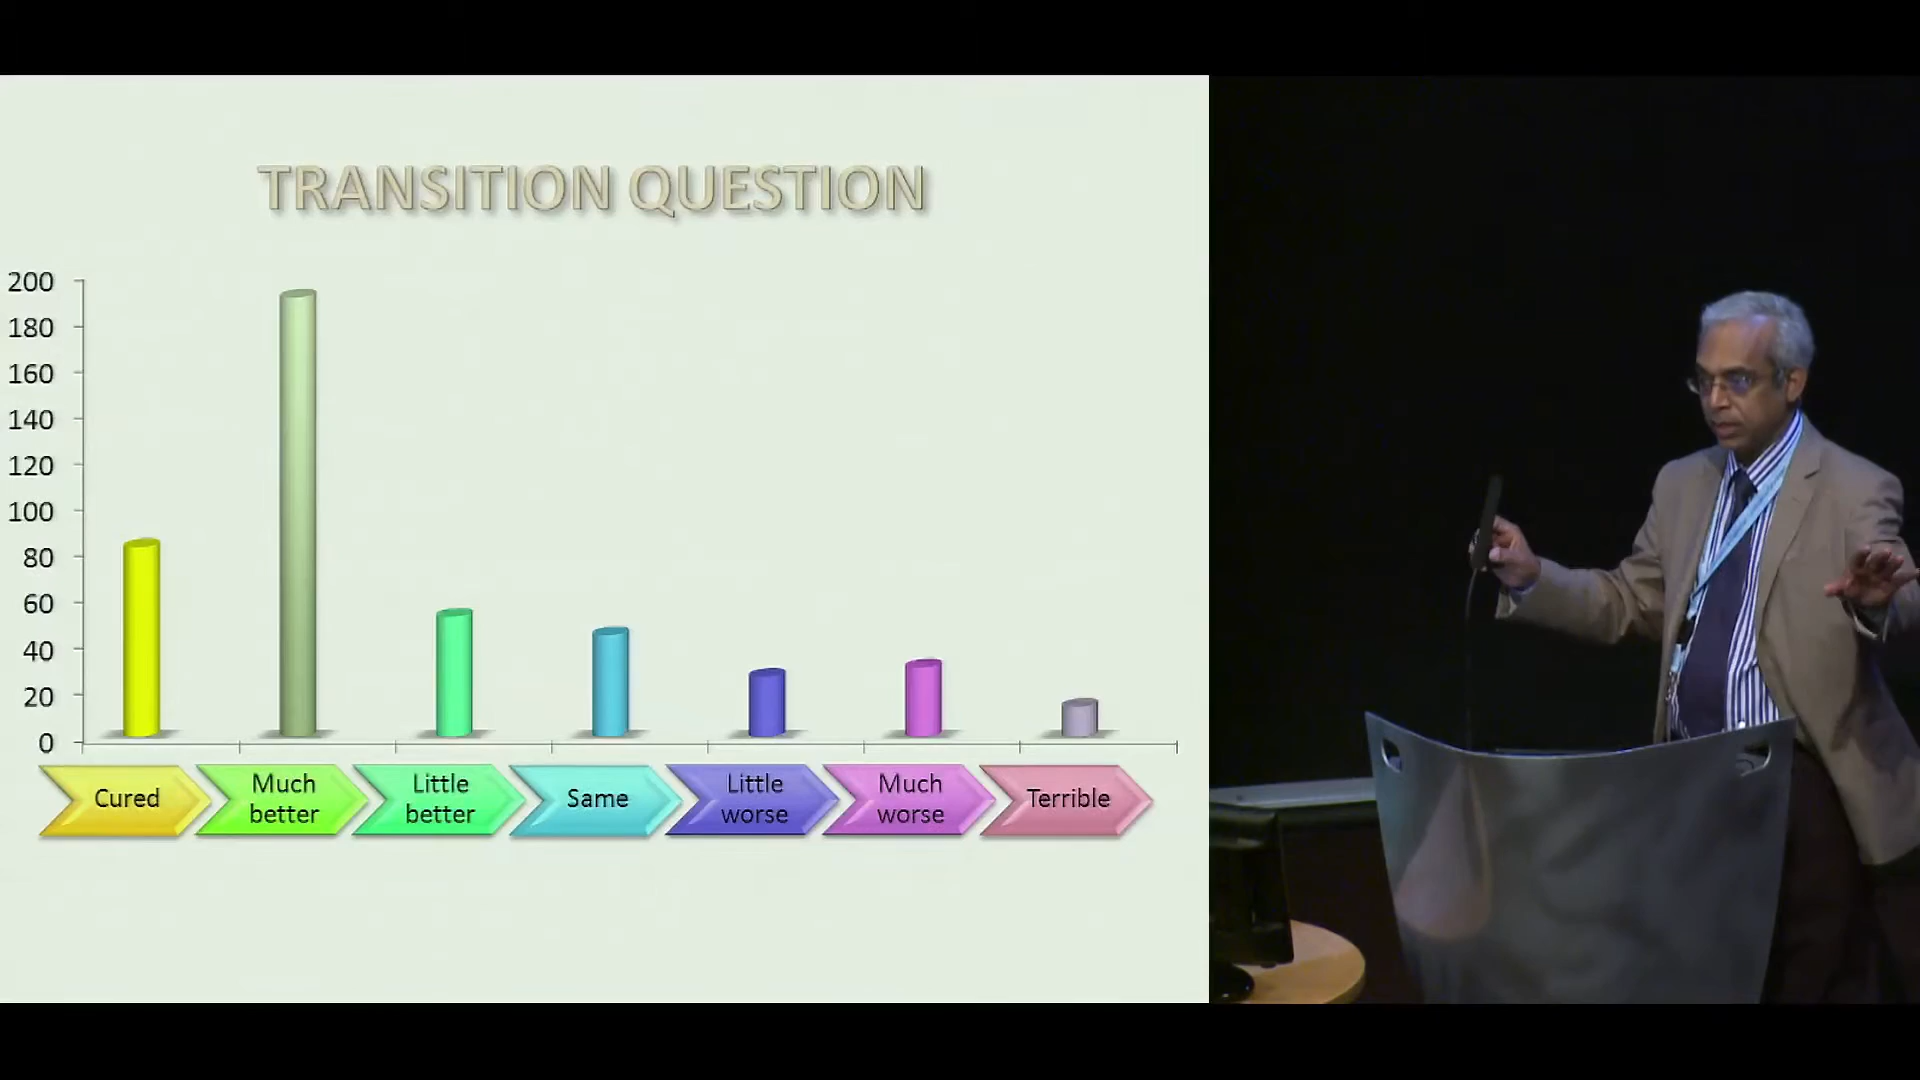 TRANSITION QUESTION
200
180
160
140
120
100
80
60
40
20
0
Cured
Much
better
Little
better
Same
Little
worse
Much
worse
Terrible